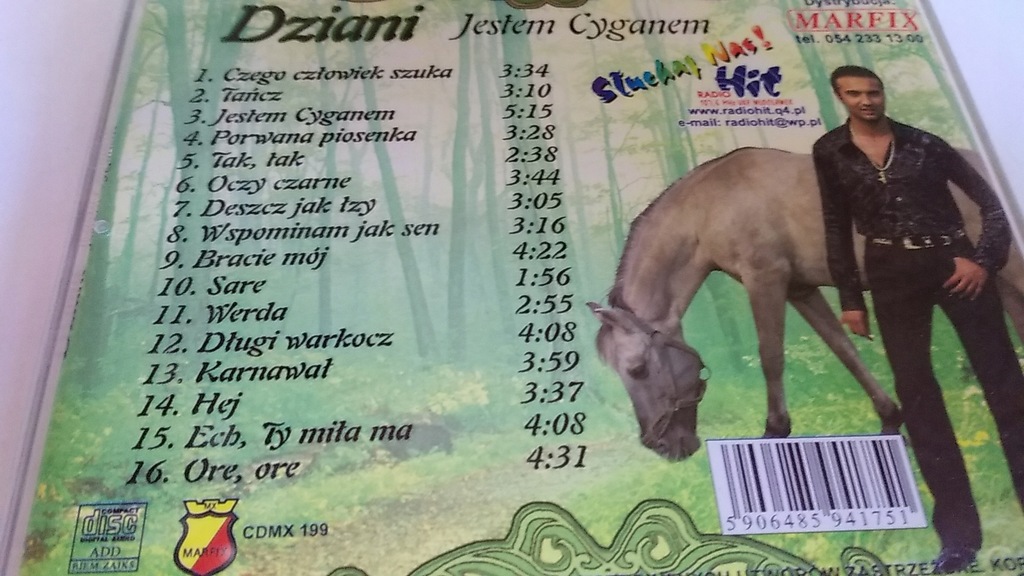 Dziani Jestem Cyganem
Dystrybucja:
MARFIX
tel. 054 233 13 00
Słuchaj Nas!
RADIO Hit
www.radiohit.q4.pl
e-mail: radiohit@wp.pl
1. Czego człowiek szuka 3:34
2. Tańcz 3:10
3. Jestem Cyganem 5:15
4. Porwana piosenka 3:28
5. Tak, tak 2:38
6. Oczy czarne 3:44
7. Deszcz jak łzy 3:05
8. Wspominam jak sen 3:16
9. Bracie mój 4:22
10. Sare 1:56
11. Werda 2:55
12. Długi warkocz 4:08
13. Karnawał 3:59
14. Hej 3:37
15. Ech, Ty miła ma 4:08
16. Ore, ore 4:31
COMPACT
disc
DIGITAL AUDIO
ADD
BIEM/ZAIKS
MARFIX
CDMX 199
5 906485 941751
UTWORÓW ZASTRZEŻONE. KOP